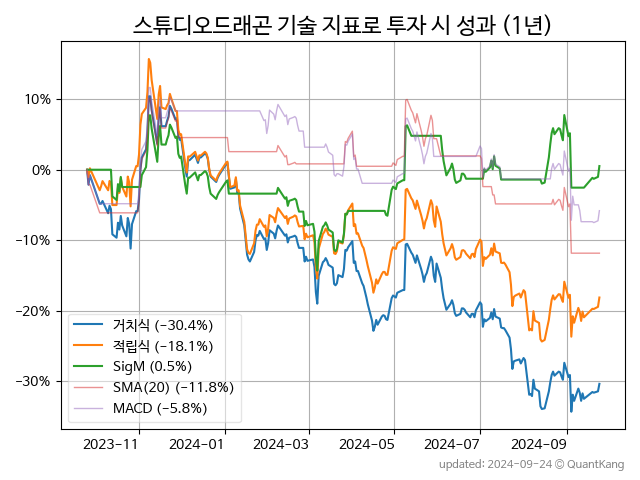 스튜디오드래곤 기술 지표로 투자 시 성과 (1년)
10%
0%
−10%
−20%
−30%
거치식 (−30.4%)
적립식 (−18.1%)
SigM (0.5%)
SMA(20) (−11.8%)
MACD (−5.8%)
2023-11
2024-01
2024-03
2024-05
2024-07
2024-09
updated: 2024-09-24 © QuantKang